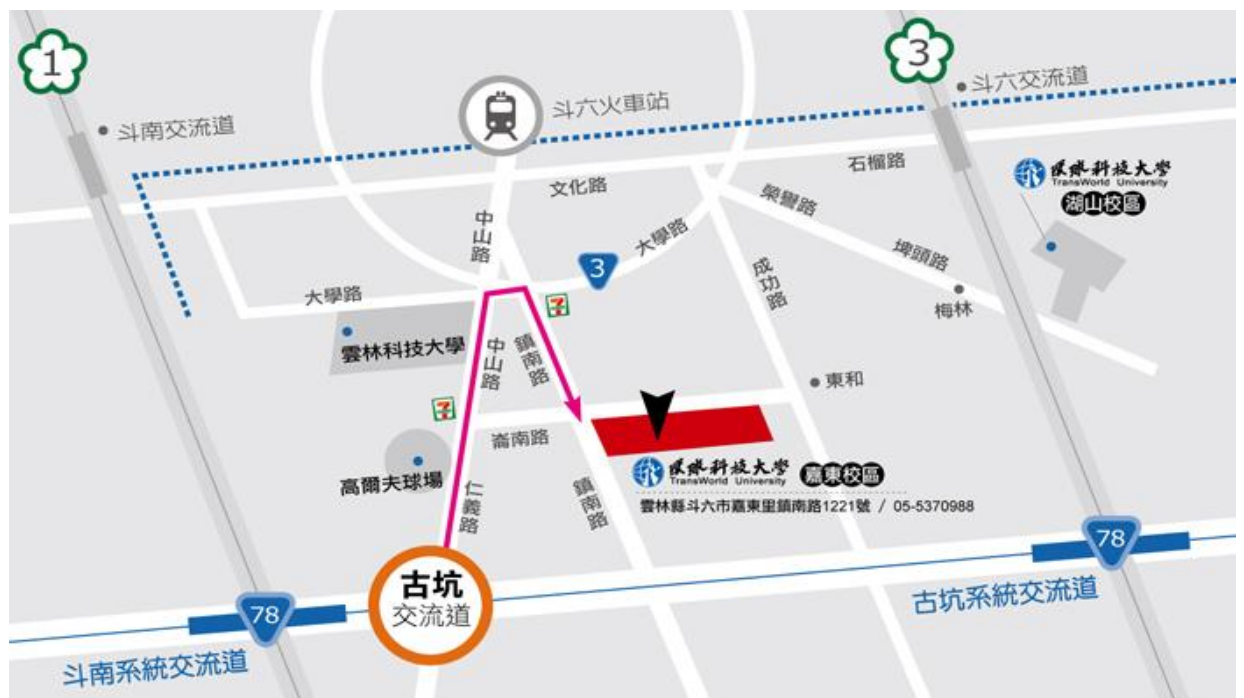 1
3
斗南交流道
斗六火車站
斗六交流道
石榴路
環球科技大學
TransWorld University
湖山校區
文化路
榮譽路
中山路
大學路
3
埤頭路
成功路
大學路
梅林
7
雲林科技大學
中山路
鎮南路
東和
7
崙南路
高爾夫球場
仁義路
鎮南路
環球科技大學
TransWorld University
嘉東校區
雲林縣斗六市嘉東里鎮南路1221號 / 05-5370988
78
古坑
交流道
古坑系統交流道
78
斗南系統交流道